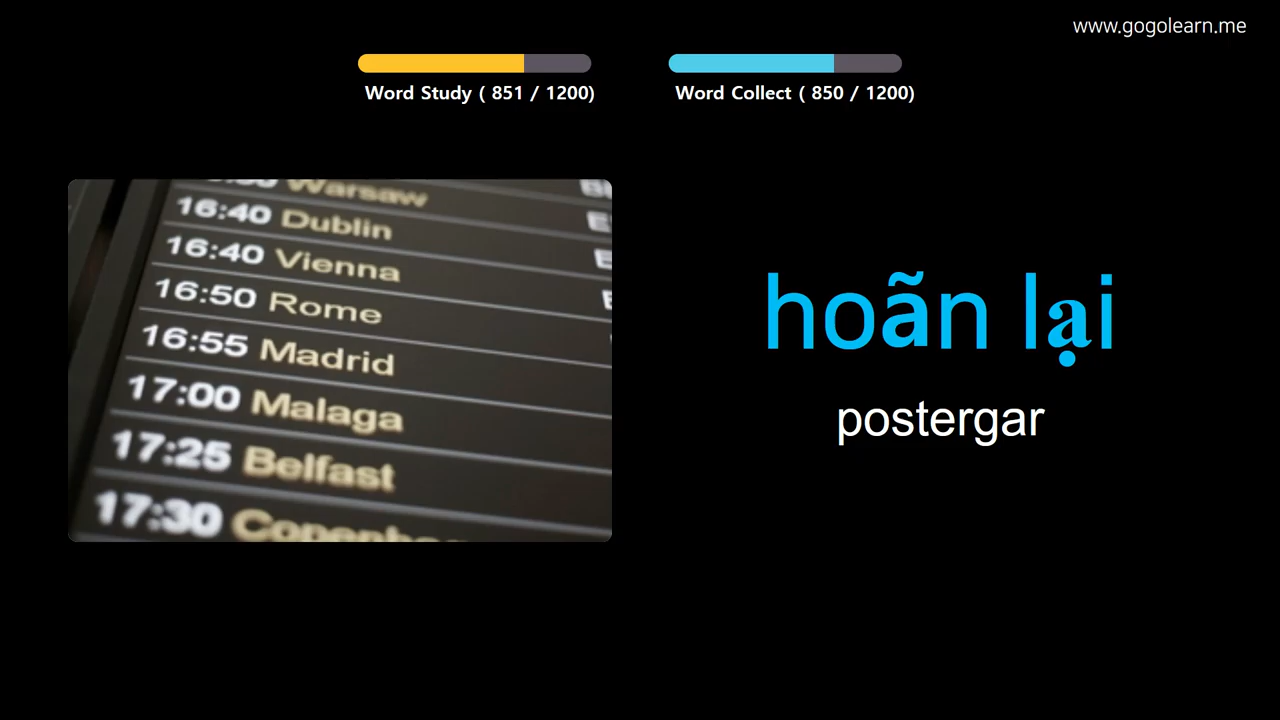 www.gogolearn.me
Word Study ( 851 / 1200)
Word Collect ( 850 / 1200)
Warsaw
16:40 Dublin
16:40 Vienna
16:50 Rome
16:55 Madrid
17:00 Malaga
17:25 Belfast
17:30
hoãn lại
postergar